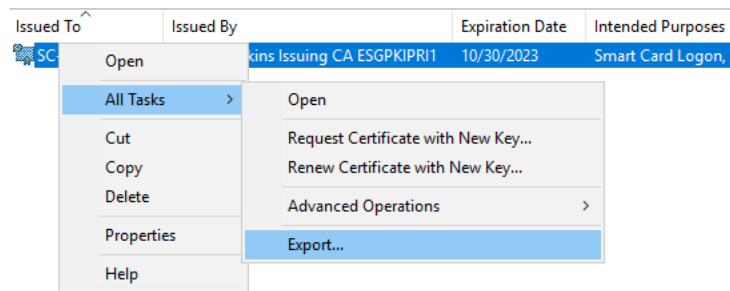 Issued To Issued By Expiration Date Intended Purposes
SC- kins Issuing CA ESGPKIPRI1 10/30/2023 Smart Card Logon,
Open
All Tasks > Open
Cut Request Certificate with New Key...
Copy Renew Certificate with New Key...
Delete Advanced Operations >
Properties Export...
Help